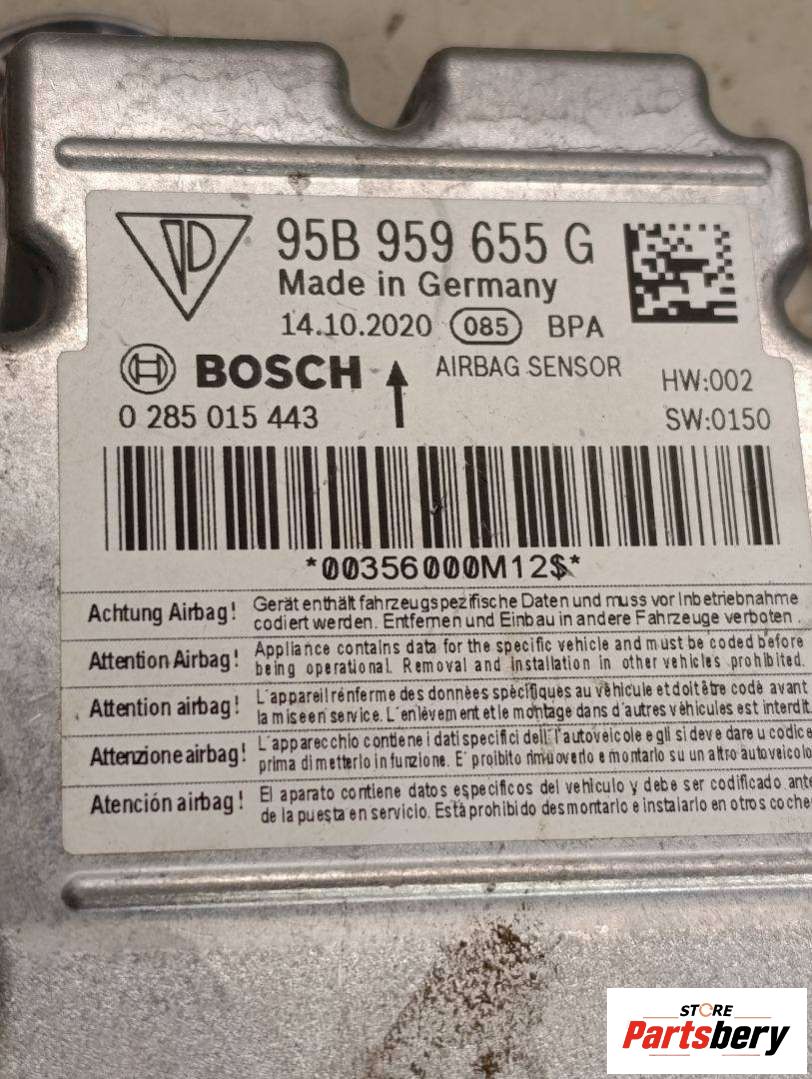 95B 959 655 G
Made in Germany
14.10.2020 085 BPA
BOSCH AIRBAG SENSOR HW:002
0 285 015 443 SW:0150
*00356000M12$*
Achtung Airbag! Gerät enthält fahrzeugspezifische Daten und muss vor Inbetriebnahme
codiert werden. Entfernen und Einbau in andere Fahrzeuge verboten.
Attention Airbag! Appliance contains data for the specific vehicle and must be coded before
being operational. Removal and installation in other vehicles prohibited.
Attention airbag! L'appareil rénferme des données spécifiques au véhicule et doit être codé avant
la mise en service. L'enlèvement et le montage dans d'autres véhicules est interdit.
Attenzione airbag! L'apparecchio contiene i dati specifici dell'l'autoveicolo e gli si deve dare u codice
prima di metterlo in funzione. E' proibito rimuoverlo e montarlo su un altro autoveicolo
Atención airbag! El aparato contiene datos específicos del vehículo y debe ser codificado ante
de la puesta en servicio. Está prohibido desmontarlo e instalarlo en otros coche
STORE
Partsbery